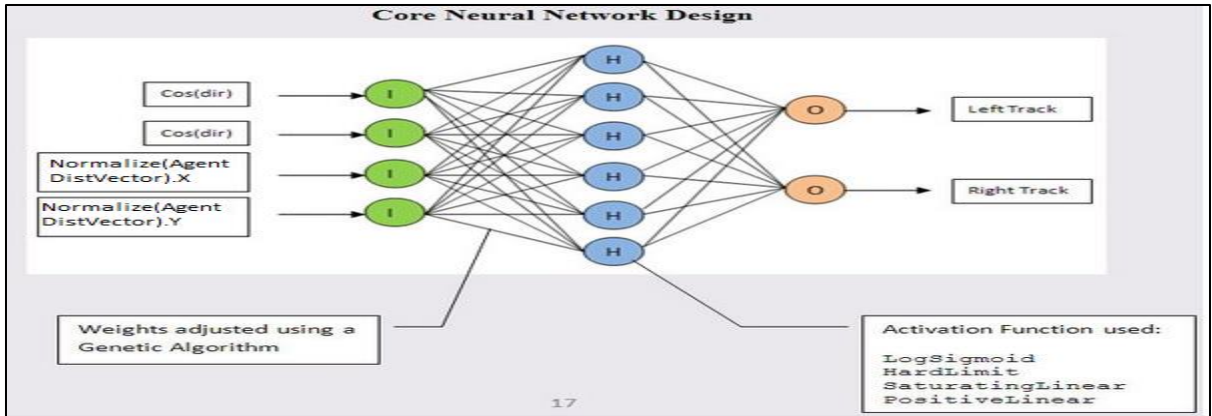 Core Neural Network Design
Cos(dir)
Cos(dir)
Normalize(Agent
DistVector).X
Normalize(Agent
DistVector).Y
I
I
I
I
H
H
H
H
H
H
O
O
Left Track
Right Track
Weights adjusted using a
Genetic Algorithm
Activation Function used:
LogSigmoid
HardLimit
SaturatingLinear
PositiveLinear
17